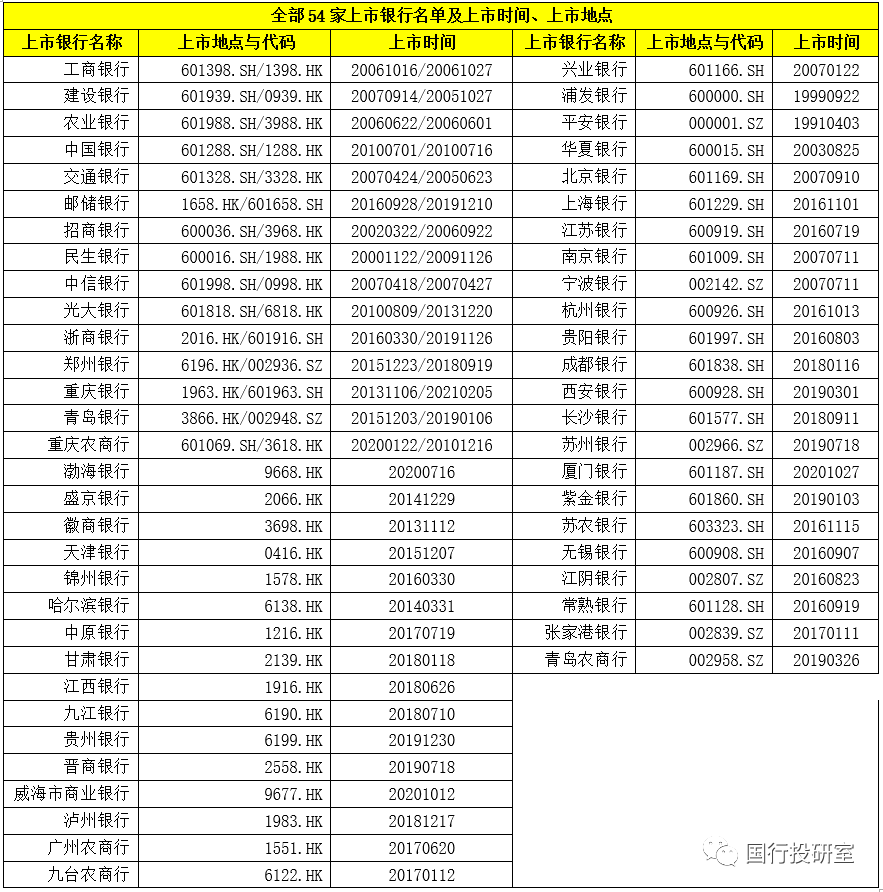 全部54家上市银行名单及上市时间、上市地点
上市银行名称 上市地点与代码 上市时间 上市银行名称 上市地点与代码 上市时间
工商银行 601398.SH/1398.HK 20061016/20061027 兴业银行 601166.SH 20070122
建设银行 601939.SH/0939.HK 20070914/20051027 浦发银行 600000.SH 19990922
农业银行 601988.SH/3988.HK 20060622/20060601 平安银行 000001.SZ 19910403
中国银行 601288.SH/1288.HK 20100701/20100716 华夏银行 600015.SH 20030825
交通银行 601328.SH/3328.HK 20070424/20050623 北京银行 601169.SH 20070910
邮储银行 1658.HK/601658.SH 20160928/20191210 上海银行 601229.SH 20161101
招商银行 600036.SH/3968.HK 20020322/20060922 江苏银行 600919.SH 20160719
民生银行 600016.SH/1988.HK 20001122/20091126 南京银行 601009.SH 20070711
中信银行 601998.SH/0998.HK 20070418/20070427 宁波银行 002142.SZ 20070711
光大银行 601818.SH/6818.HK 20100809/20131220 杭州银行 600926.SH 20161013
浙商银行 2016.HK/601916.SH 20160330/20191126 贵阳银行 601997.SH 20160803
郑州银行 6196.HK/002936.SZ 20151223/20180919 成都银行 601838.SH 20180116
重庆银行 1963.HK/601963.SH 20131106/20210205 西安银行 600928.SH 20190301
青岛银行 3866.HK/002948.SZ 20151203/20190106 长沙银行 601577.SH 20180911
重庆农商行 601069.SH/3618.HK 20200122/20101216 苏州银行 002966.SZ 20190718
渤海银行 9668.HK 20200716 厦门银行 601187.SH 20201027
盛京银行 2066.HK 20141229 紫金银行 601860.SH 20190103
徽商银行 3698.HK 20131112 苏农银行 603323.SH 20161115
天津银行 0416.HK 20151207 无锡银行 600908.SH 20160907
锦州银行 1578.HK 20160330 江阴银行 002807.SZ 20160823
哈尔滨银行 6138.HK 20140331 常熟银行 601128.SH 20160919
中原银行 1216.HK 20170719 张家港银行 002839.SZ 20170111
甘肃银行 2139.HK 20180118 青岛农商行 002958.SZ 20190326
江西银行 1916.HK 20180626
九江银行 6190.HK 20180710
贵州银行 6199.HK 20191230
晋商银行 2558.HK 20190718
威海市商业银行 9677.HK 20201012
泸州银行 1983.HK 20181217
广州农商行 1551.HK 20170620
九台农商行 6122.HK 20170112
国行投研室